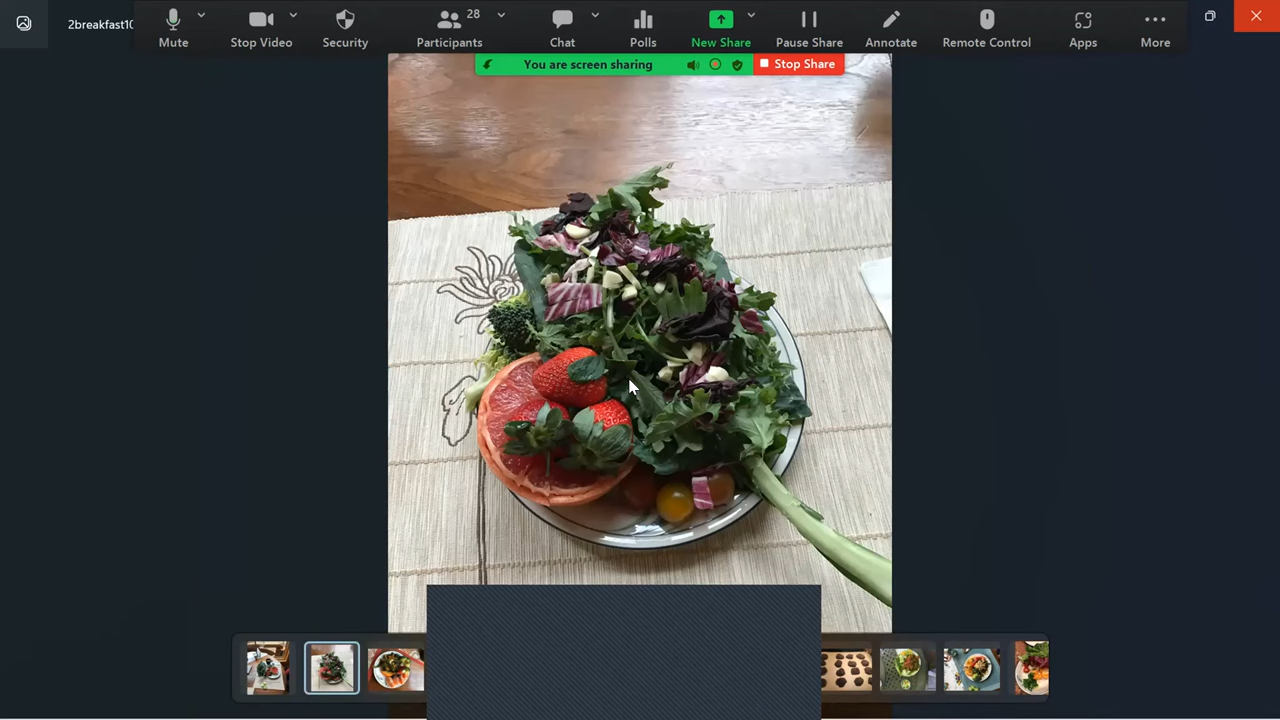 2breakfast10
28
Mute
Stop Video
Security
Participants
Chat
Polls
New Share
Pause Share
Annotate
Remote Control
Apps
More
You are screen sharing
Stop Share